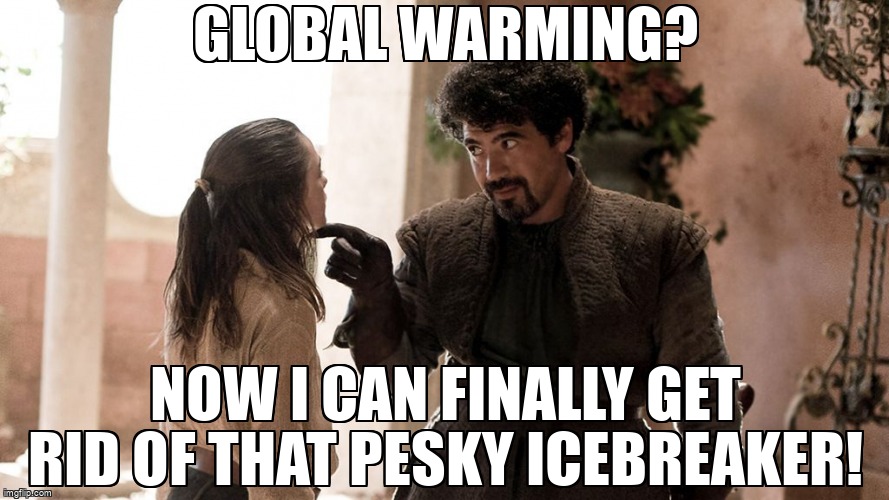 GLOBAL WARMING?
NOW I CAN FINALLY GET
RID OF THAT PESKY ICEBREAKER!
imgflip.com